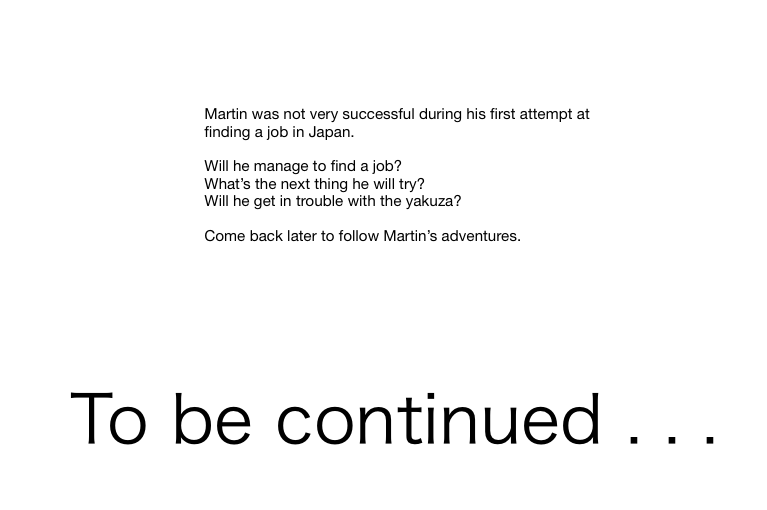 Martin was not very successful during his first attempt at
finding a job in Japan.
Will he manage to find a job?
What’s the next thing he will try?
Will he get in trouble with the yakuza?
Come back later to follow Martin’s adventures.
To be continued . . .